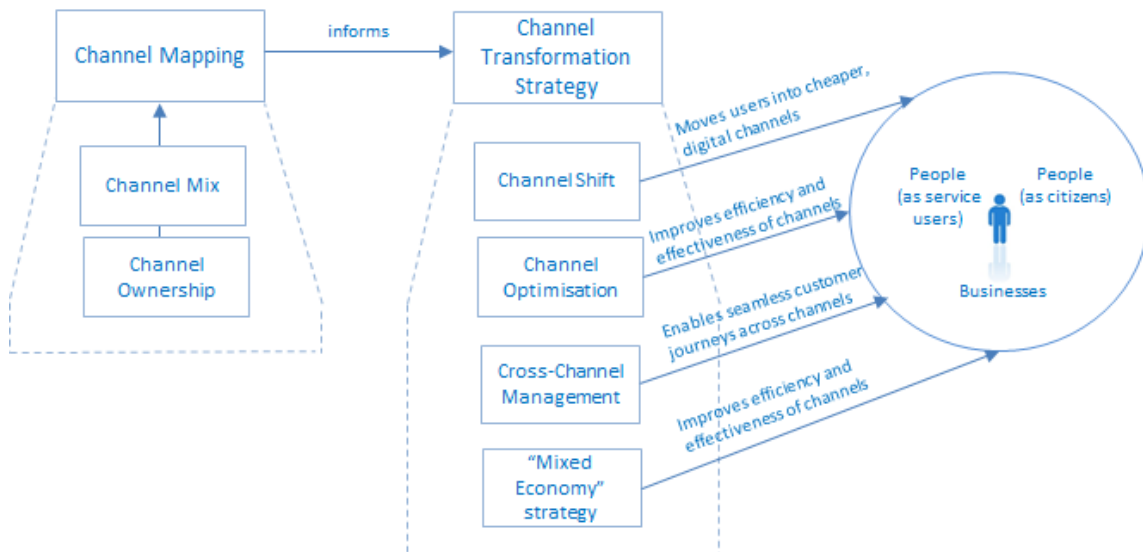 Channel Mapping
informs
Channel
Transformation
Strategy
Channel Mix
Channel
Ownership
Channel Shift
Moves users into cheaper,
digital channels
Channel
Optimisation
Improves efficiency and
effectiveness of channels
Cross-Channel
Management
Enables seamless customer
journeys across channels
“Mixed
Economy”
strategy
Improves efficiency and
effectiveness of channels
People
(as service
users)
People
(as citizens)
Businesses